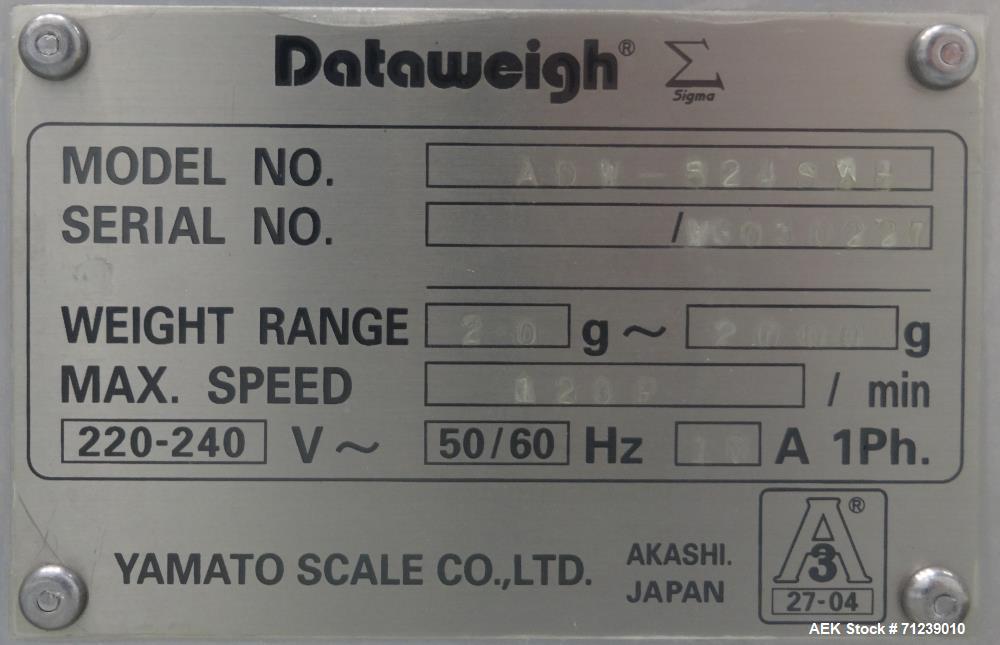 Dataweigh® Σ
Sigma
MODEL NO.
SERIAL NO. /
WEIGHT RANGE 20 g ~ g
MAX. SPEED / min
220-240 V ~ 50/60 Hz A 1Ph.
YAMATO SCALE CO.,LTD. AKASHI. JAPAN
A® 3
27-04
AEK Stock # 71239010